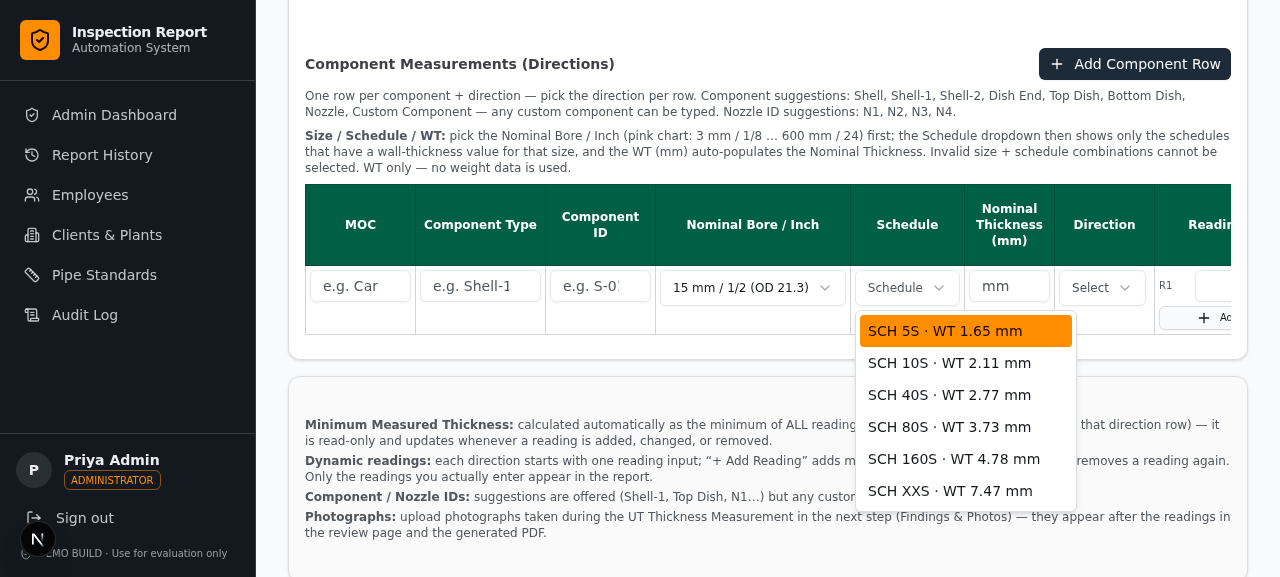 Inspection Report
Automation System
Admin Dashboard
Report History
Employees
Clients & Plants
Pipe Standards
Audit Log
P
Priya Admin
ADMINISTRATOR
Sign out
N
EMO BUILD · Use for evaluation only
Component Measurements (Directions)
+ Add Component Row
One row per component + direction — pick the direction per row. Component suggestions: Shell, Shell-1, Shell-2, Dish End, Top Dish, Bottom Dish,
Nozzle, Custom Component — any custom component can be typed. Nozzle ID suggestions: N1, N2, N3, N4.
Size / Schedule / WT: pick the Nominal Bore / Inch (pink chart: 3 mm / 1/8 … 600 mm / 24) first; the Schedule dropdown then shows only the schedules
that have a wall-thickness value for that size, and the WT (mm) auto-populates the Nominal Thickness. Invalid size + schedule combinations cannot be
selected. WT only — no weight data is used.
MOC Component Type Component ID Nominal Bore / Inch Schedule Nominal Thickness (mm) Direction Readin
e.g. Car e.g. Shell-1 e.g. S-01 15 mm / 1/2 (OD 21.3) Schedule mm Select R1
+ Ad
SCH 5S · WT 1.65 mm
SCH 10S · WT 2.11 mm
SCH 40S · WT 2.77 mm
SCH 80S · WT 3.73 mm
SCH 160S · WT 4.78 mm
SCH XXS · WT 7.47 mm
Minimum Measured Thickness: calculated automatically as the minimum of ALL reading that direction row) — it
is read-only and updates whenever a reading is added, changed, or removed.
Dynamic readings: each direction starts with one reading input; “+ Add Reading” adds m removes a reading again.
Only the readings you actually enter appear in the report.
Component / Nozzle IDs: suggestions are offered (Shell-1, Top Dish, N1…) but any custor
Photographs: upload photographs taken during the UT Thickness Measurement in the next step (Findings & Photos) — they appear after the readings in
the review page and the generated PDF.